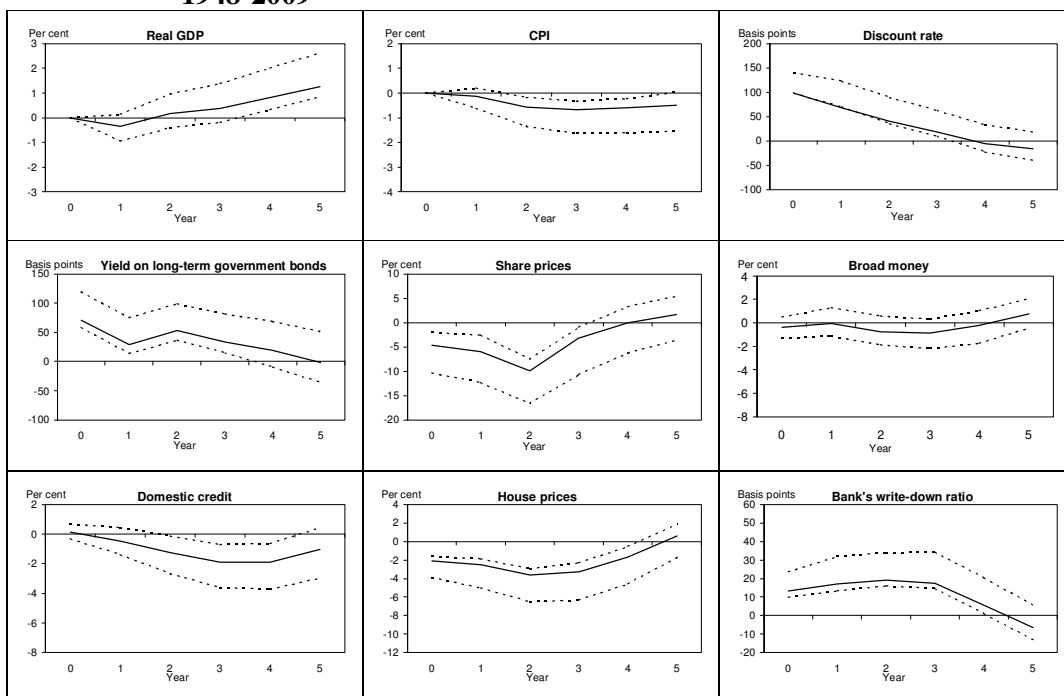 1948-2009
Per cent Real GDP
3
2
1
0
-1
-2
-3
0 1 2 3 4 5
Year
Per cent CPI
2
1
0
-1
-2
-3
-4
0 1 2 3 4 5
Year
Basis points Discount rate
200
150
100
50
0
-50
-100
0 1 2 3 4 5
Year
Basis points Yield on long-term government bonds
150
100
50
0
-50
-100
0 1 2 3 4 5
Year
Per cent Share prices
10
5
0
-5
-10
-15
-20
0 1 2 3 4 5
Year
Per cent Broad money
4
2
0
-2
-4
-6
-8
0 1 2 3 4 5
Year
Per cent Domestic credit
2
0
-2
-4
-6
-8
0 1 2 3 4 5
Year
Per cent House prices
4
2
0
-2
-4
-6
-8
-10
-12
0 1 2 3 4 5
Year
Basis points Bank's write-down ratio
60
50
40
30
20
10
0
-10
-20
0 1 2 3 4 5
Year